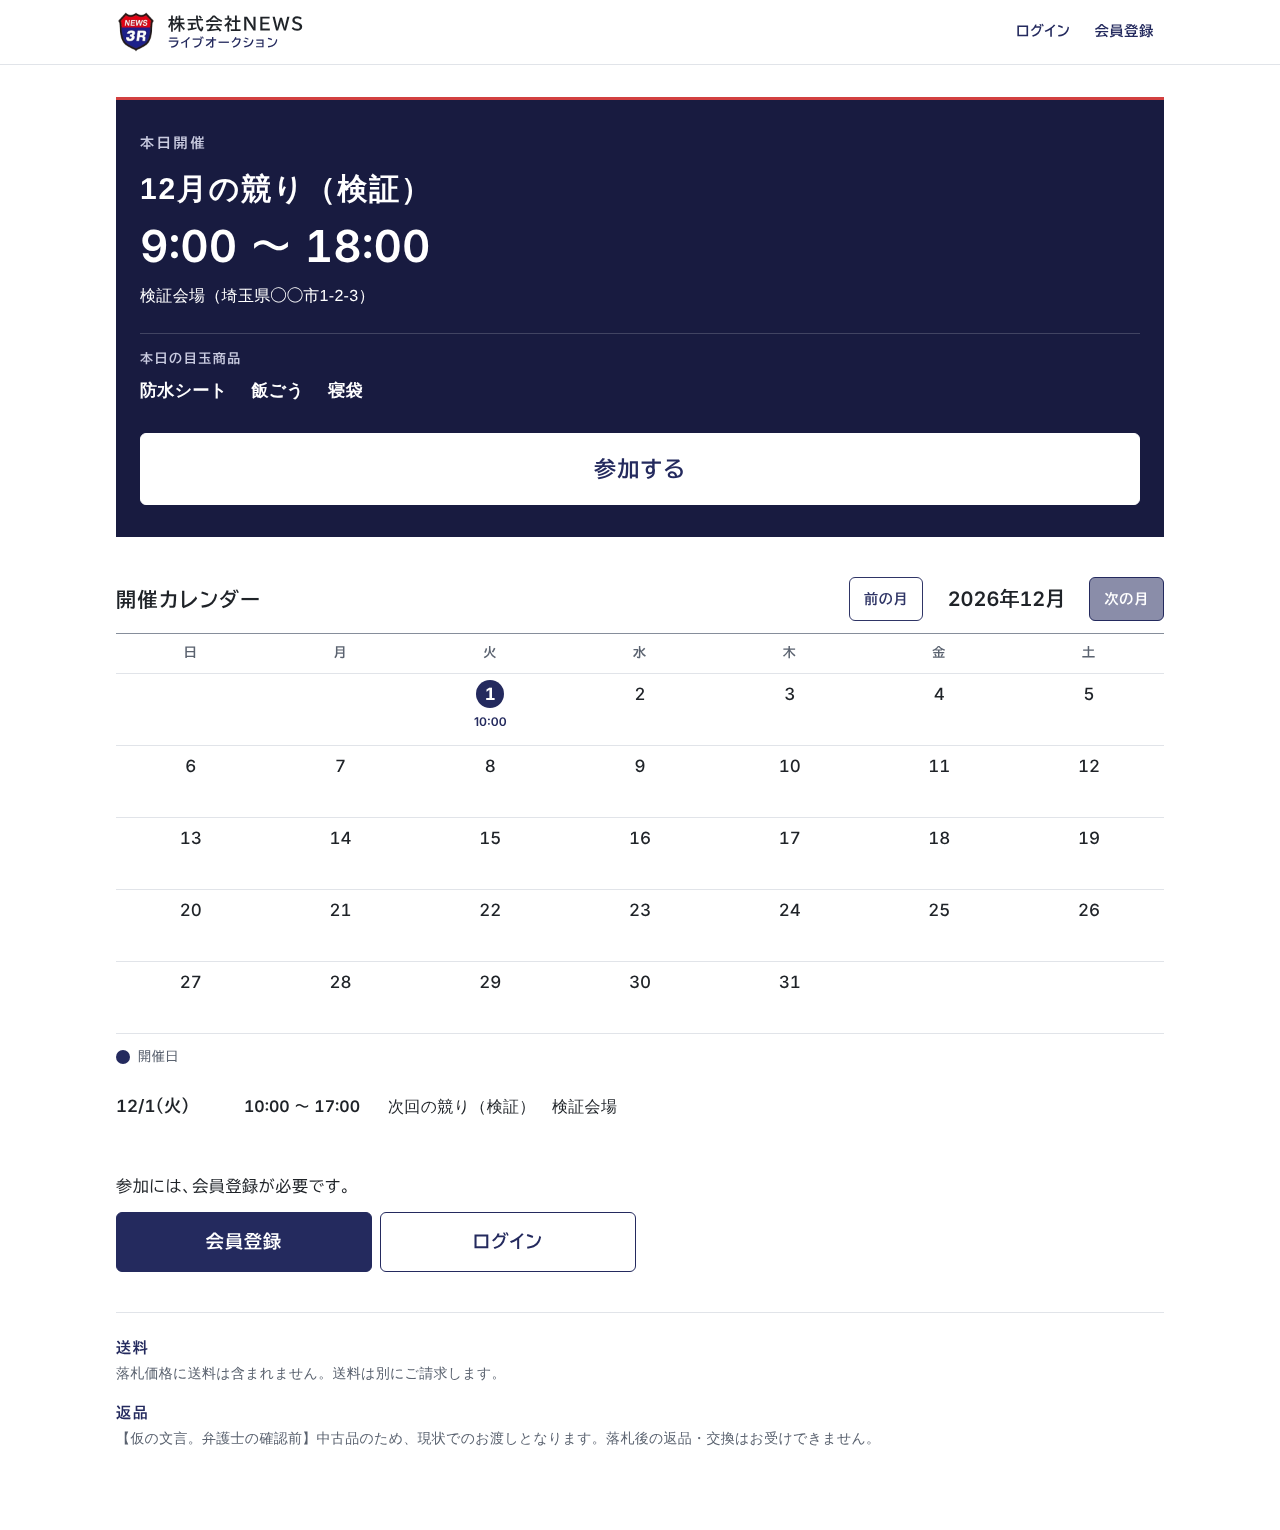 NEWS
3R
株式会社NEWS
ライブオークション
ログイン 会員登録
本日開催
12月の競り（検証）
9:00 〜 18:00
検証会場（埼玉県〇〇市1-2-3）
本日の目玉商品
防水シート 飯ごう 寝袋
参加する
開催カレンダー 前の月 2026年12月 次の月
日 月 火 水 木 金 土
1 2 3 4 5
10:00
6 7 8 9 10 11 12
13 14 15 16 17 18 19
20 21 22 23 24 25 26
27 28 29 30 31
開催日
12/1（火） 10:00 〜 17:00 次回の競り（検証） 検証会場
参加には、会員登録が必要です。
会員登録 ログイン
送料
落札価格に送料は含まれません。送料は別にご請求します。
返品
【仮の文言。弁護士の確認前】中古品のため、現状でのお渡しとなります。落札後の返品・交換はお受けできません。